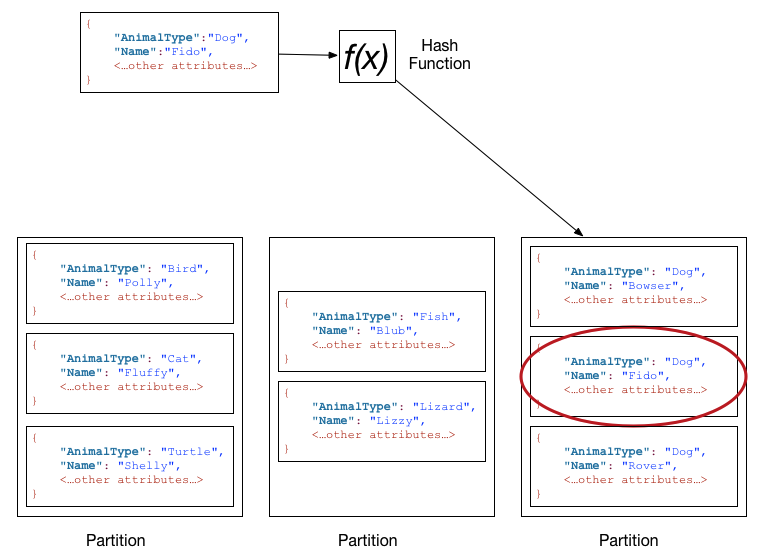 {
"AnimalType":"Dog",
"Name":"Fido",
<…other attributes…>
}
f(x)
Hash
Function
{
"AnimalType": "Bird",
"Name": "Polly",
<…other attributes…>
}
{
"AnimalType": "Cat",
"Name": "Fluffy",
<…other attributes…>
}
{
"AnimalType": "Turtle",
"Name": "Shelly",
<…other attributes…>
}
Partition
{
"AnimalType": "Fish",
"Name": "Blub",
<…other attributes…>
}
{
"AnimalType": "Lizard",
"Name": "Lizzy",
<…other attributes…>
}
Partition
{
"AnimalType": "Dog",
"Name": "Bowser",
<…other attributes…>
}
{
"AnimalType": "Dog",
"Name": "Fido",
<…other attributes…>
}
{
"AnimalType": "Dog",
"Name": "Rover",
<…other attributes…>
}
Partition